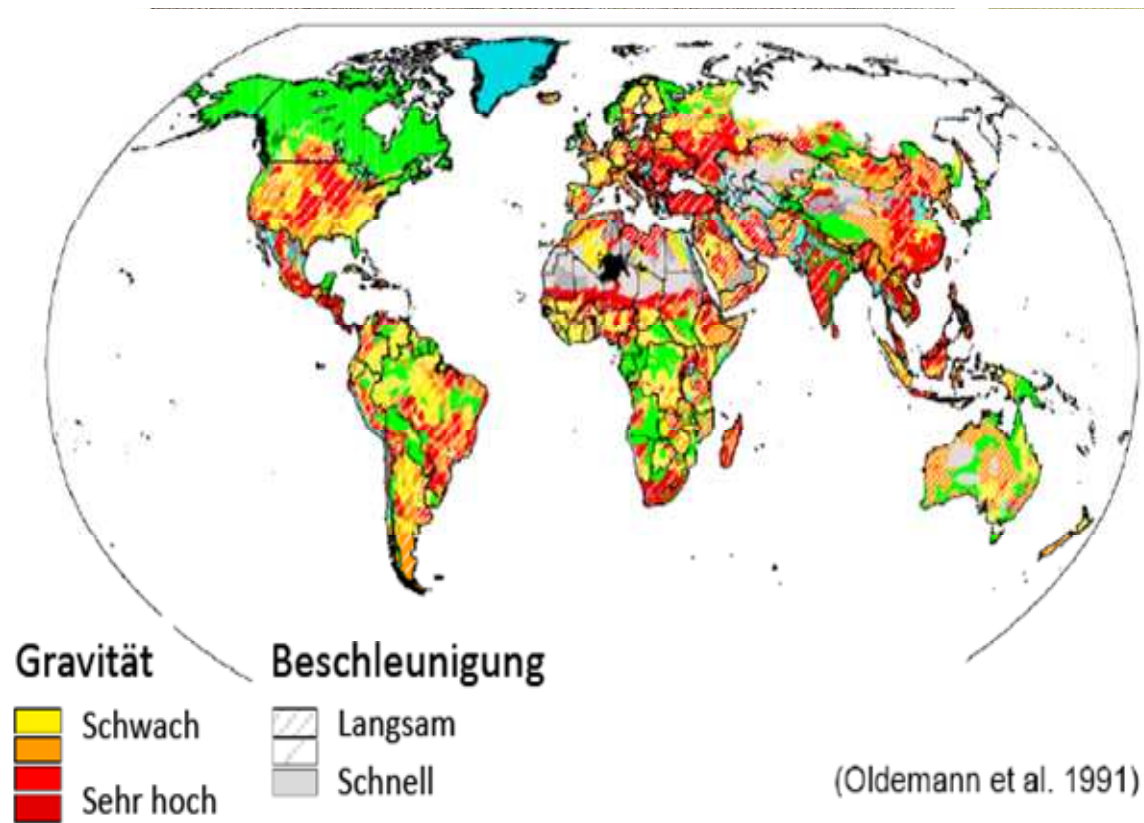 Gravität
Beschleunigung
Schwach
Langsam
Sehr hoch
Schnell
(Oldemann et al. 1991)